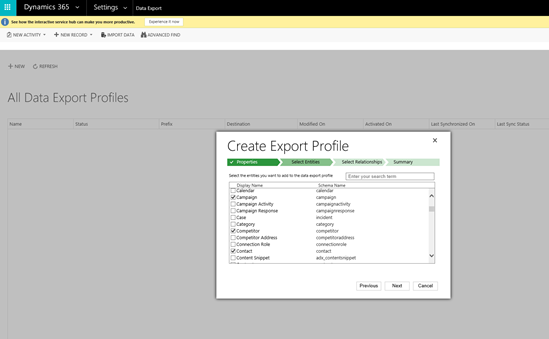 Dynamics 365 Settings Data Export
See how the interactive service hub can make you more productive. Experience it now
NEW ACTIVITY NEW RECORD IMPORT DATA ADVANCED FIND
NEW REFRESH
All Data Export Profiles
Name Status Prefix Destination Modified On Activated On Last Synchronized On Last Sync Status
Create Export Profile
Properties Select Entities Select Relationships Summary
Select the entities you want to add to the data export profile Enter your search term
Display Name Schema Name
Calendar calendar
Campaign campaign
Campaign Activity campaignactivity
Campaign Response campaignresponse
Case incident
Category category
Competitor competitor
Competitor Address competitoraddress
Connection Role connectionrole
Contact contact
Content Snippet adx_contentsnippet
Previous Next Cancel